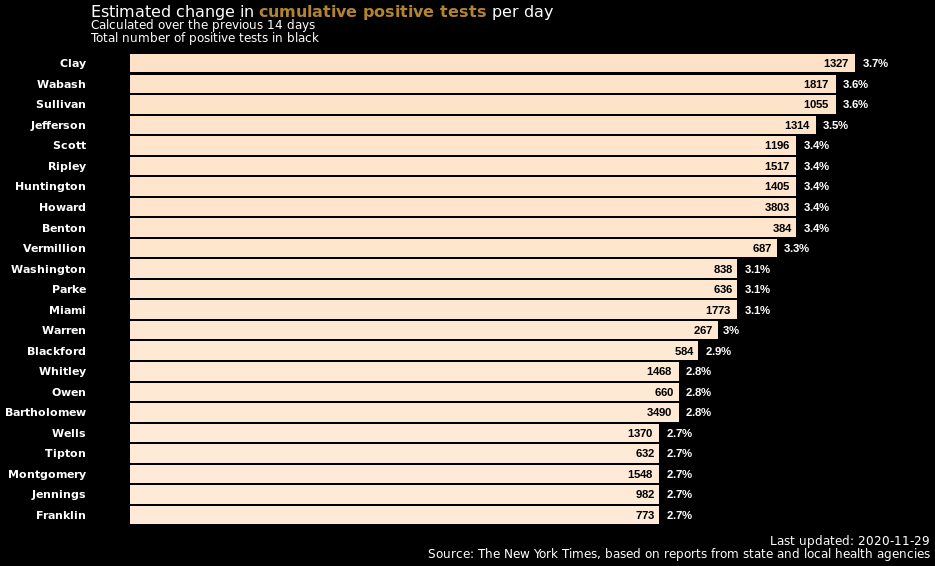 Estimated change in cumulative positive tests per day
Calculated over the previous 14 days
Total number of positive tests in black
Clay 1327 3.7%
Wabash 1817 3.6%
Sullivan 1055 3.6%
Jefferson 1314 3.5%
Scott 1196 3.4%
Ripley 1517 3.4%
Huntington 1405 3.4%
Howard 3803 3.4%
Benton 384 3.4%
Vermillion 687 3.3%
Washington 838 3.1%
Parke 636 3.1%
Miami 1773 3.1%
Warren 267 3%
Blackford 584 2.9%
Whitley 1468 2.8%
Owen 660 2.8%
Bartholomew 3490 2.8%
Wells 1370 2.7%
Tipton 632 2.7%
Montgomery 1548 2.7%
Jennings 982 2.7%
Franklin 773 2.7%
Last updated: 2020-11-29
Source: The New York Times, based on reports from state and local health agencies